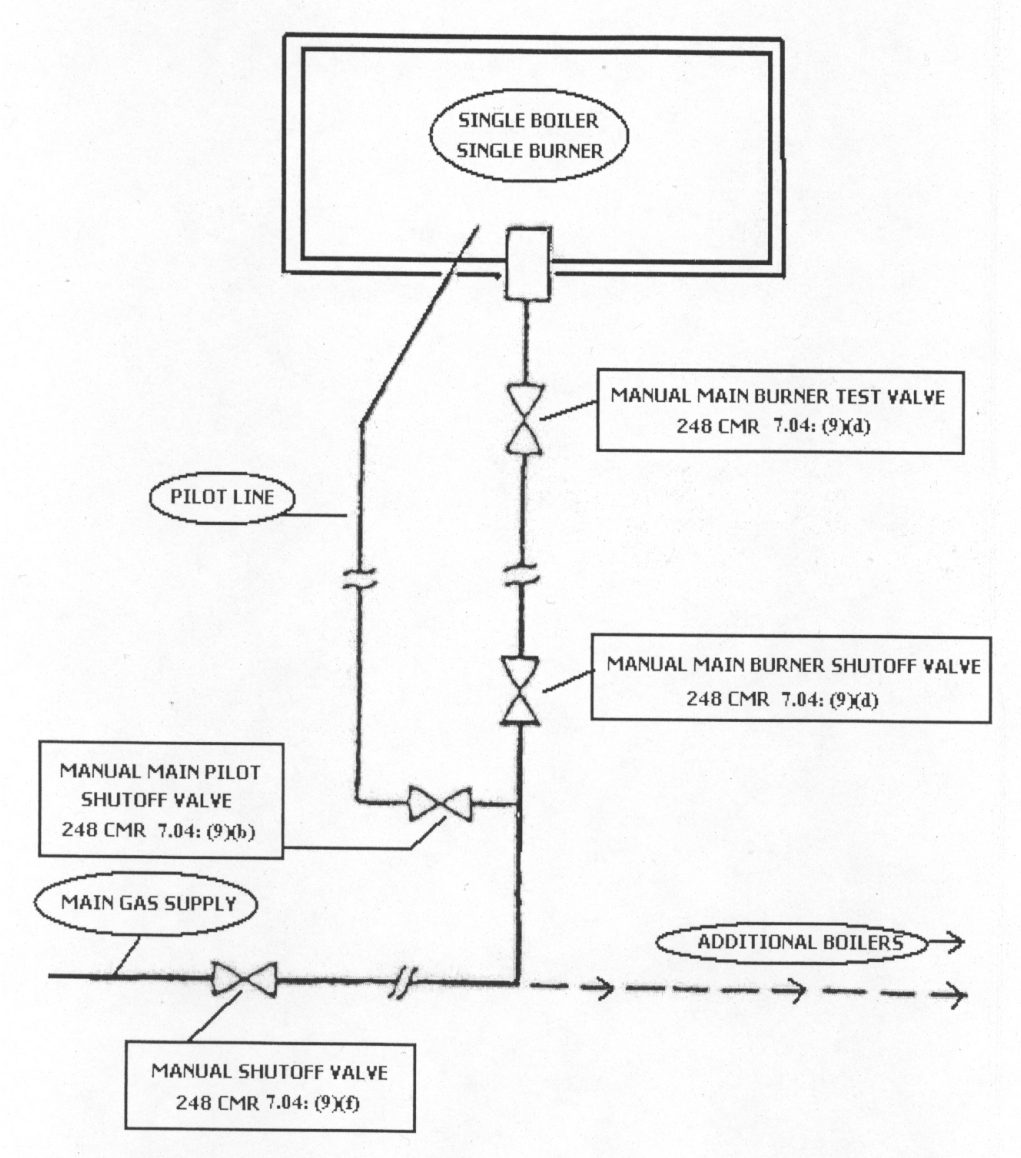 SINGLE BOILER
SINGLE BURNER
MANUAL MAIN BURNER TEST VALVE
248 CMR 7.04: (9)(d)
PILOT LINE
MANUAL MAIN BURNER SHUTOFF VALVE
248 CMR 7.04: (9)(d)
MANUAL MAIN PILOT
SHUTOFF VALVE
248 CMR 7.04: (9)(b)
MAIN GAS SUPPLY
ADDITIONAL BOILERS
MANUAL SHUTOFF VALVE
248 CMR 7.04: (9)(f)